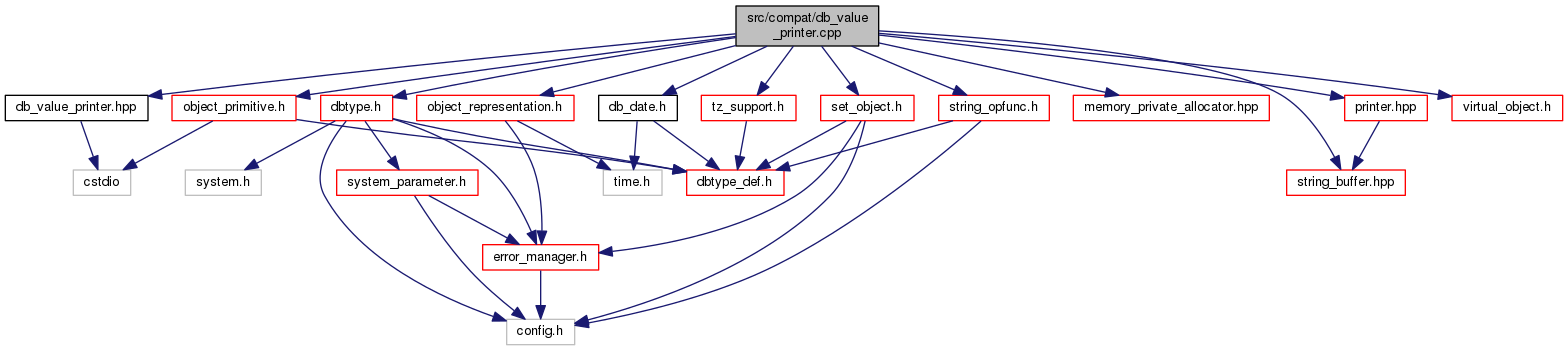 src/compat/db_value
_printer.cpp
db_value_printer.hpp
object_primitive.h
dbtype.h
object_representation.h
db_date.h
tz_support.h
set_object.h
string_opfunc.h
memory_private_allocator.hpp
printer.hpp
virtual_object.h
cstdio
system.h
system_parameter.h
time.h
dbtype_def.h
string_buffer.hpp
error_manager.h
config.h